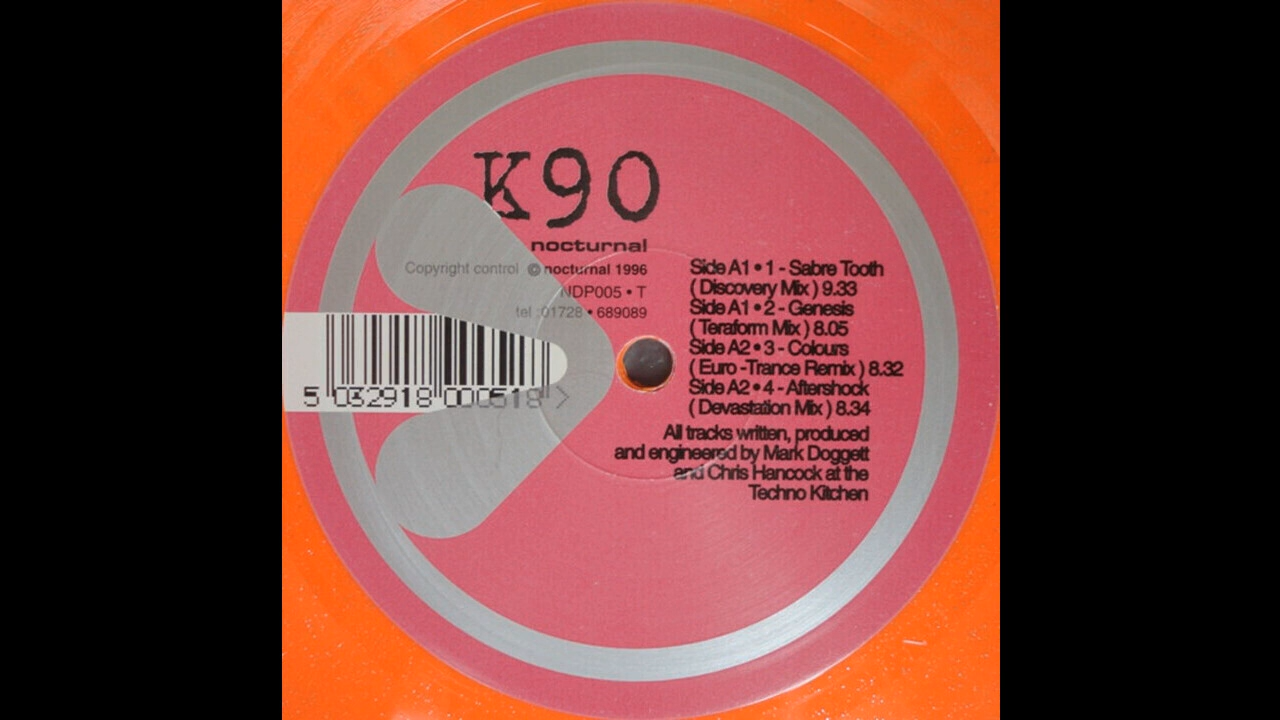 K90
nocturnal
Copyright control © nocturnal 1996
NDP005 • T
tel :01728 • 689089
5 032918 000518 >
Side A1 • 1 - Sabre Tooth
( Discovery Mix ) 9.33
Side A1 • 2 - Genesis
( Teraform Mix ) 8.05
Side A2 • 3 - Colours
( Euro -Trance Remix ) 8.32
Side A2 • 4 - Aftershock
( Devastation Mix ) 8.34
All tracks written, produced
and engineered by Mark Doggett
and Chris Hancock at the
Techno Kitchen